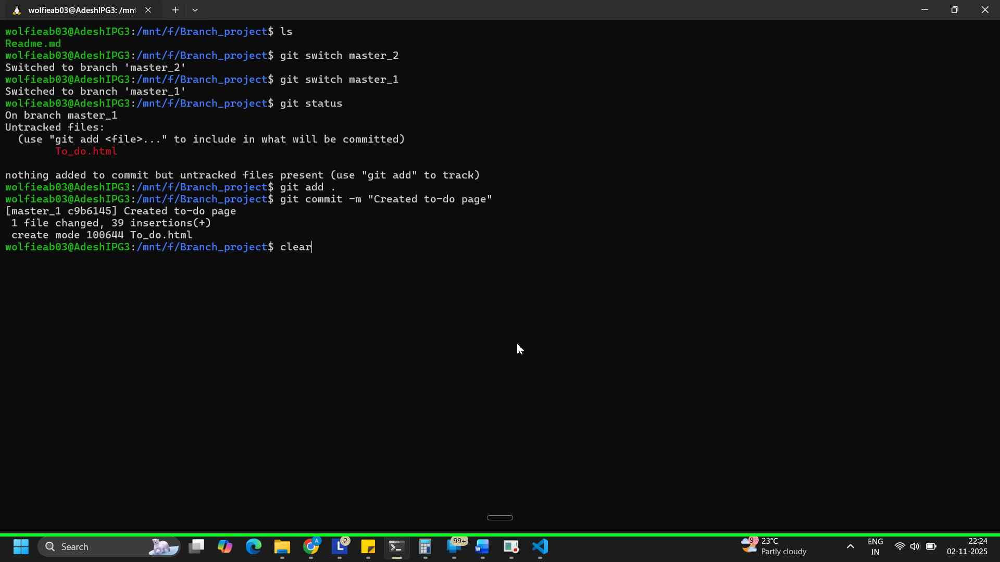 wolfieab03@AdeshIPG3: /mnt
wolfieab03@AdeshIPG3:/mnt/f/Branch_project$ ls
Readme.md
wolfieab03@AdeshIPG3:/mnt/f/Branch_project$ git switch master_2
Switched to branch 'master_2'
wolfieab03@AdeshIPG3:/mnt/f/Branch_project$ git switch master_1
Switched to branch 'master_1'
wolfieab03@AdeshIPG3:/mnt/f/Branch_project$ git status
On branch master_1
Untracked files:
  (use "git add <file>..." to include in what will be committed)
        To_do.html
nothing added to commit but untracked files present (use "git add" to track)
wolfieab03@AdeshIPG3:/mnt/f/Branch_project$ git add .
wolfieab03@AdeshIPG3:/mnt/f/Branch_project$ git commit -m "Created to-do page"
[master_1 c9b6145] Created to-do page
 1 file changed, 39 insertions(+)
 create mode 100644 To_do.html
wolfieab03@AdeshIPG3:/mnt/f/Branch_project$ clear
Search
A
L 2
99+
W
9+ 23°C
Partly cloudy
ENG
IN
22:24
02-11-2025